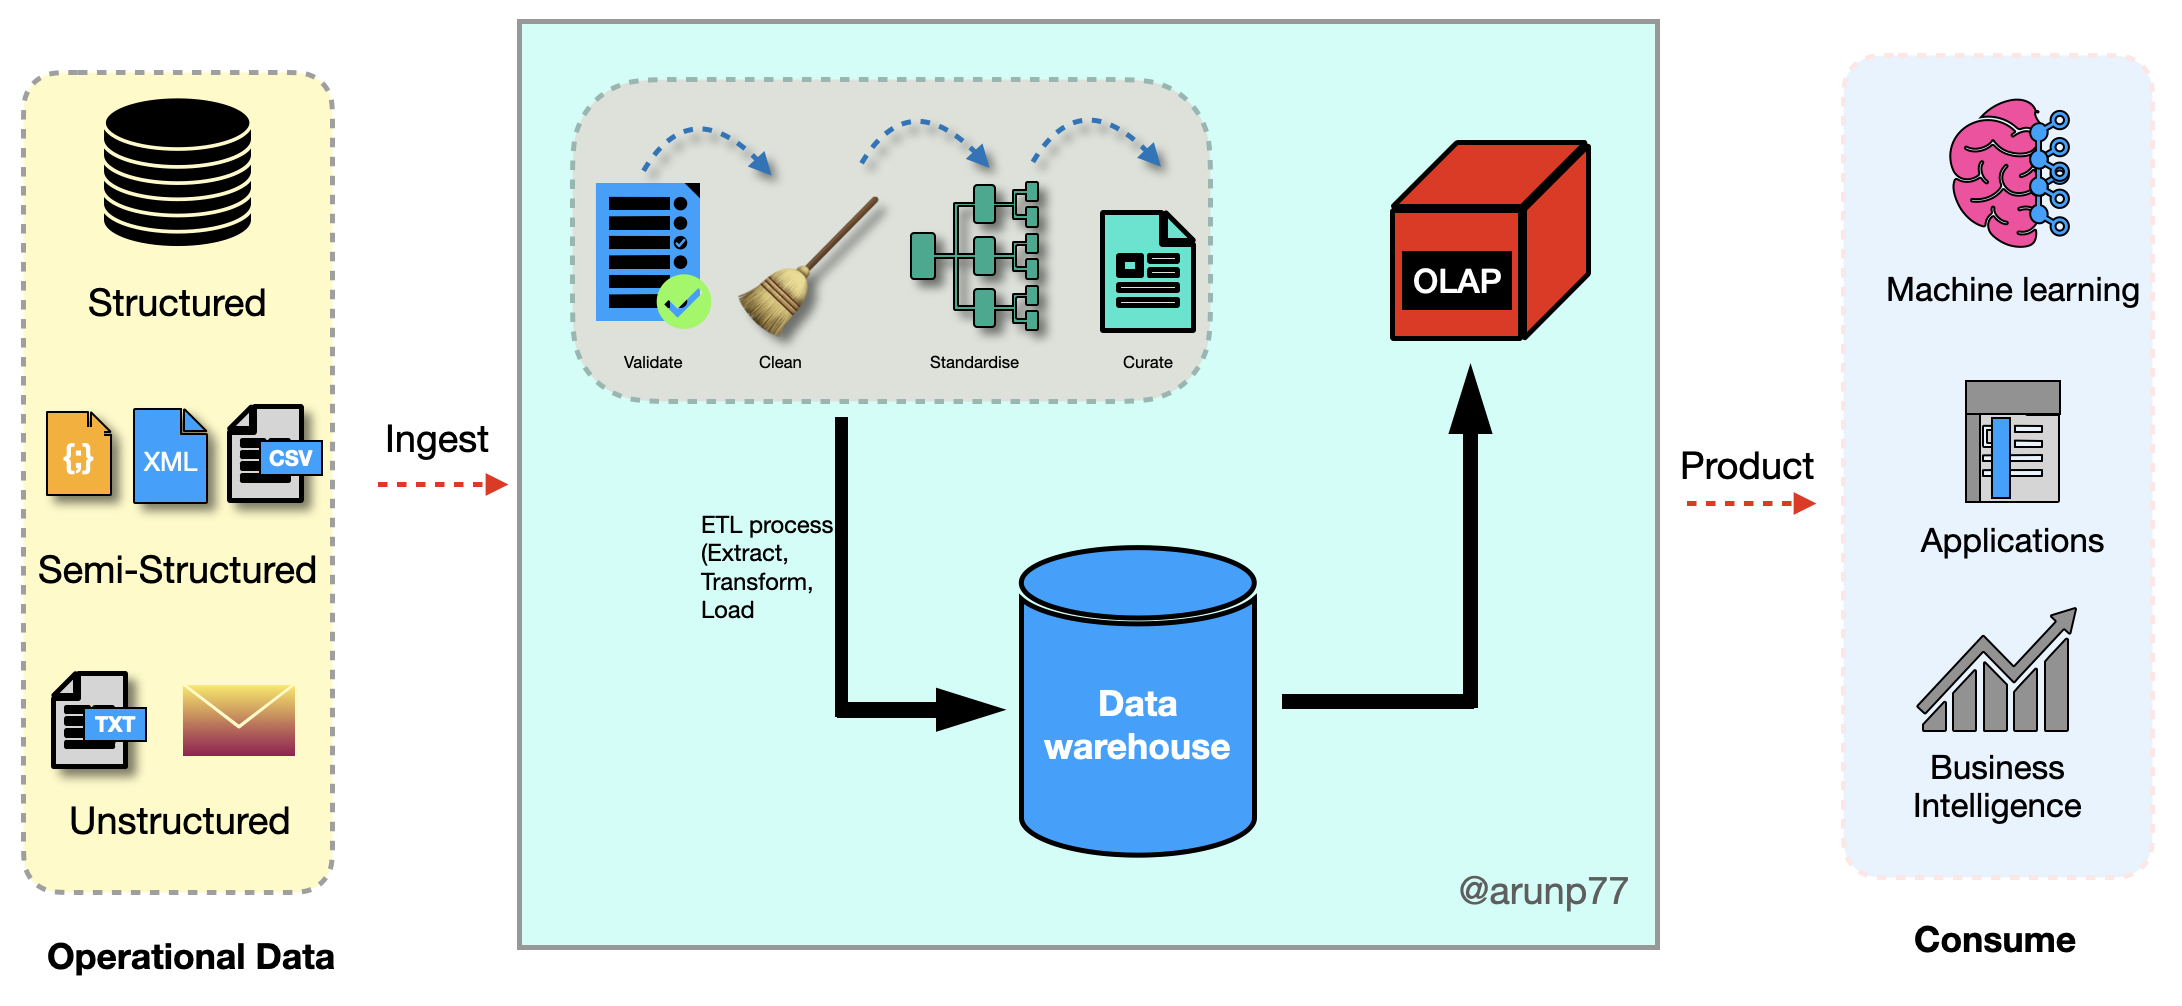 Structured
{;}
XML
CSV
Semi-Structured
TXT
Unstructured
Operational Data
Ingest
Validate
Clean
Standardise
Curate
ETL process
(Extract,
Transform,
Load
Data
warehouse
OLAP
@arunp77
Product
Machine learning
Applications
Business
Intelligence
Consume